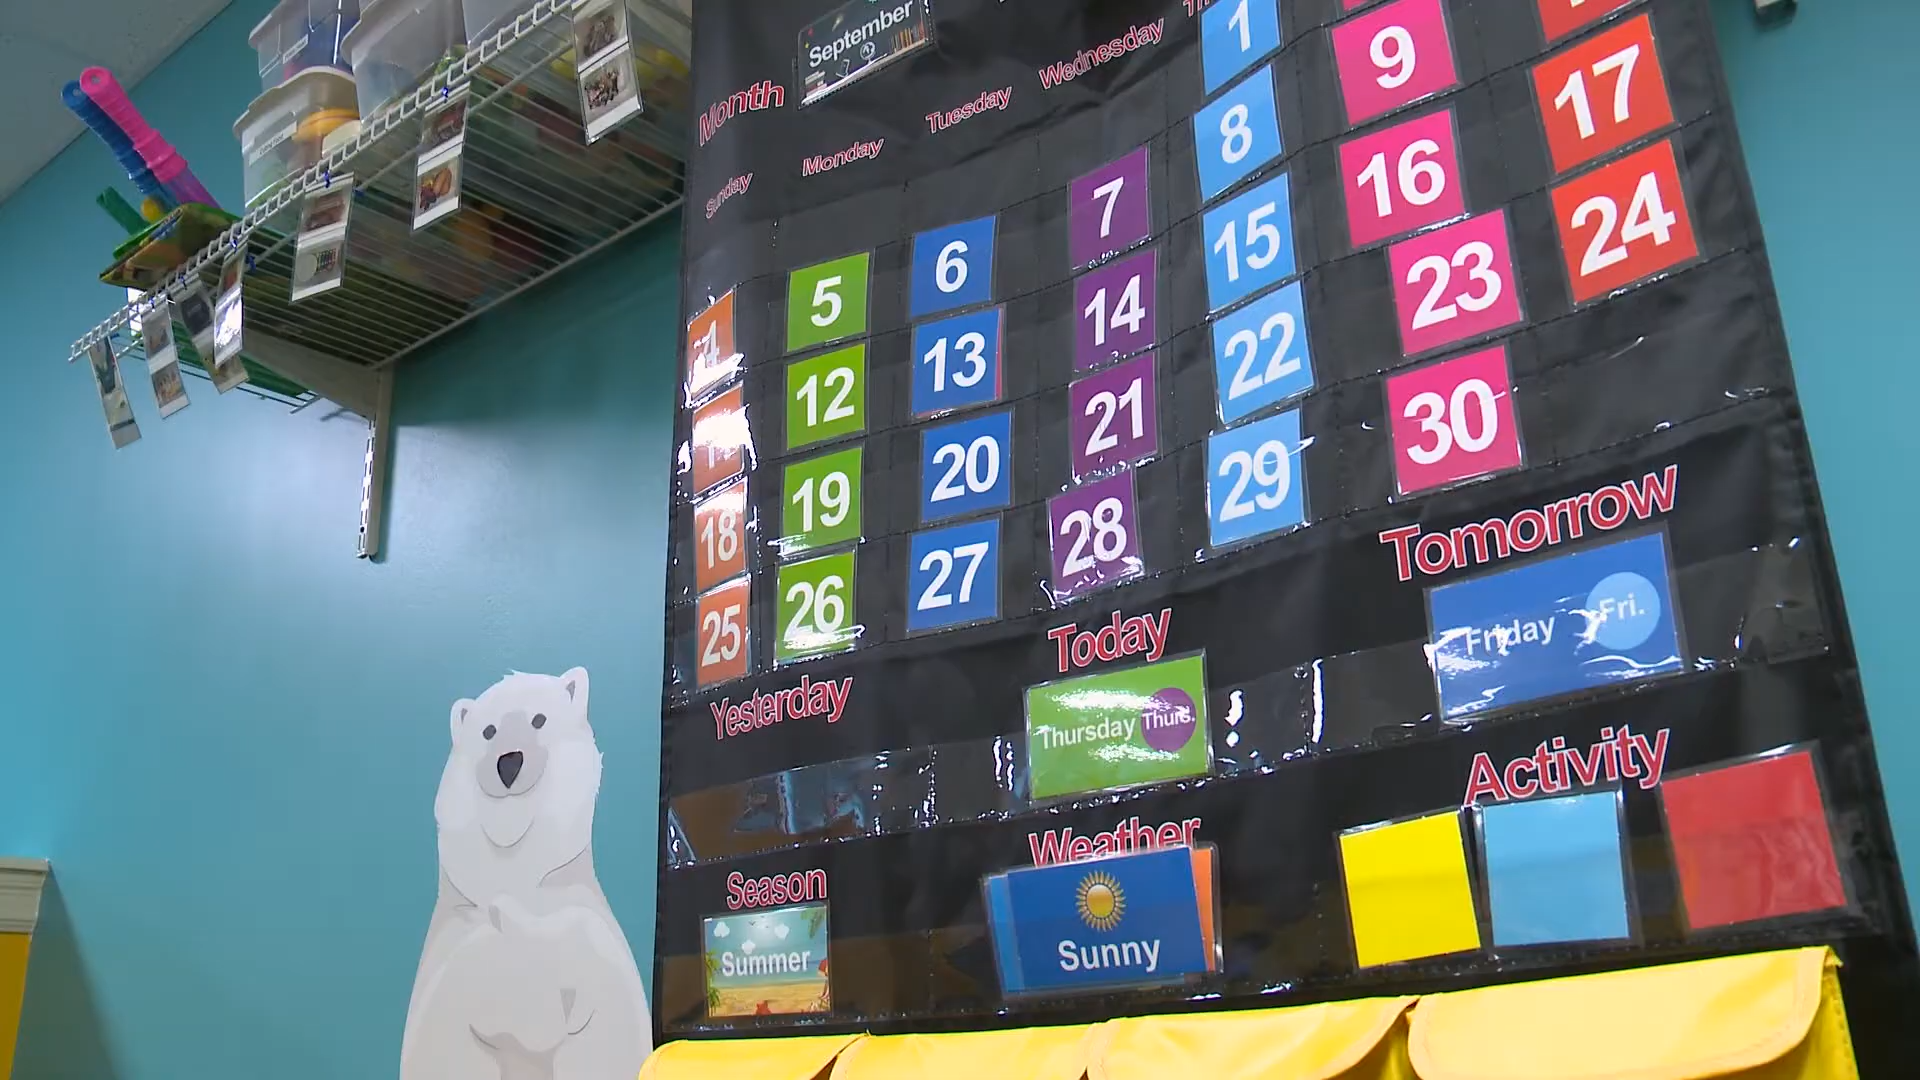 September
Month
Sunday Monday Tuesday Wednesday
1
7 8 9
4 5 6 14 15 16 17
12 13 21 22 23 24
18 19 20 28 29 30
25 26 27
Yesterday Today Tomorrow
Thursday Thurs.
Friday Fri.
Season Weather Activity
Summer
Sunny